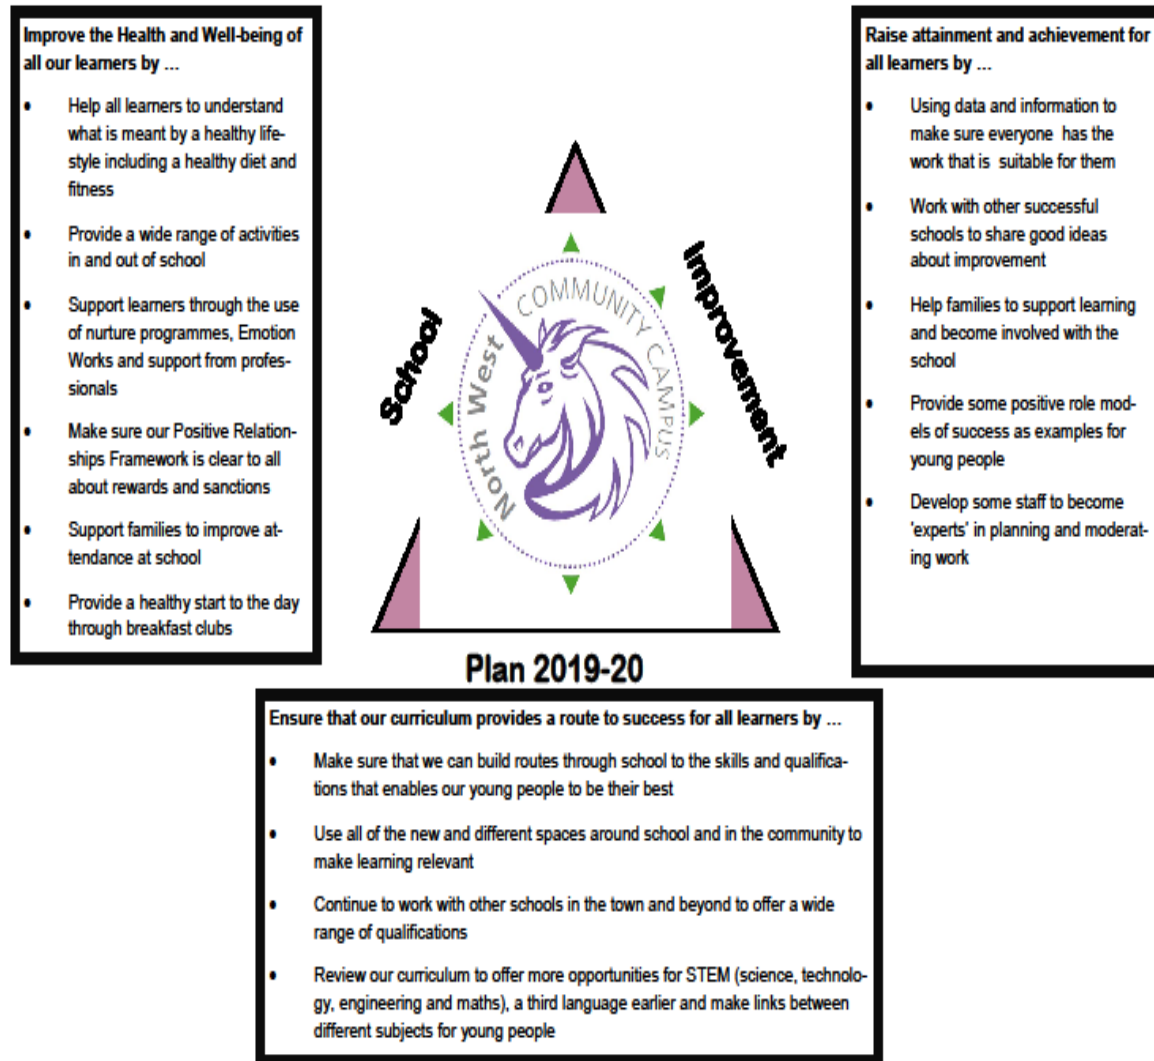 Improve the Health and Well-being of
all our learners by ...
• Help all learners to understand
what is meant by a healthy life-
style including a healthy diet and
fitness
• Provide a wide range of activities
in and out of school
• Support learners through the use
of nurture programmes, Emotion
Works and support from profes-
sionals
• Make sure our Positive Relation-
ships Framework is clear to all
about rewards and sanctions
• Support families to improve at-
tendance at school
• Provide a healthy start to the day
through breakfast clubs
School
Improvement
North West COMMUNITY CAMPUS
Plan 2019-20
Raise attainment and achievement for
all learners by ...
• Using data and information to
make sure everyone has the
work that is suitable for them
• Work with other successful
schools to share good ideas
about improvement
• Help families to support learning
and become involved with the
school
• Provide some positive role mod-
els of success as examples for
young people
• Develop some staff to become
'experts' in planning and moderat-
ing work
Ensure that our curriculum provides a route to success for all learners by ...
• Make sure that we can build routes through school to the skills and qualifica-
tions that enables our young people to be their best
• Use all of the new and different spaces around school and in the community to
make learning relevant
• Continue to work with other schools in the town and beyond to offer a wide
range of qualifications
• Review our curriculum to offer more opportunities for STEM (science, technolo-
gy, engineering and maths), a third language earlier and make links between
different subjects for young people